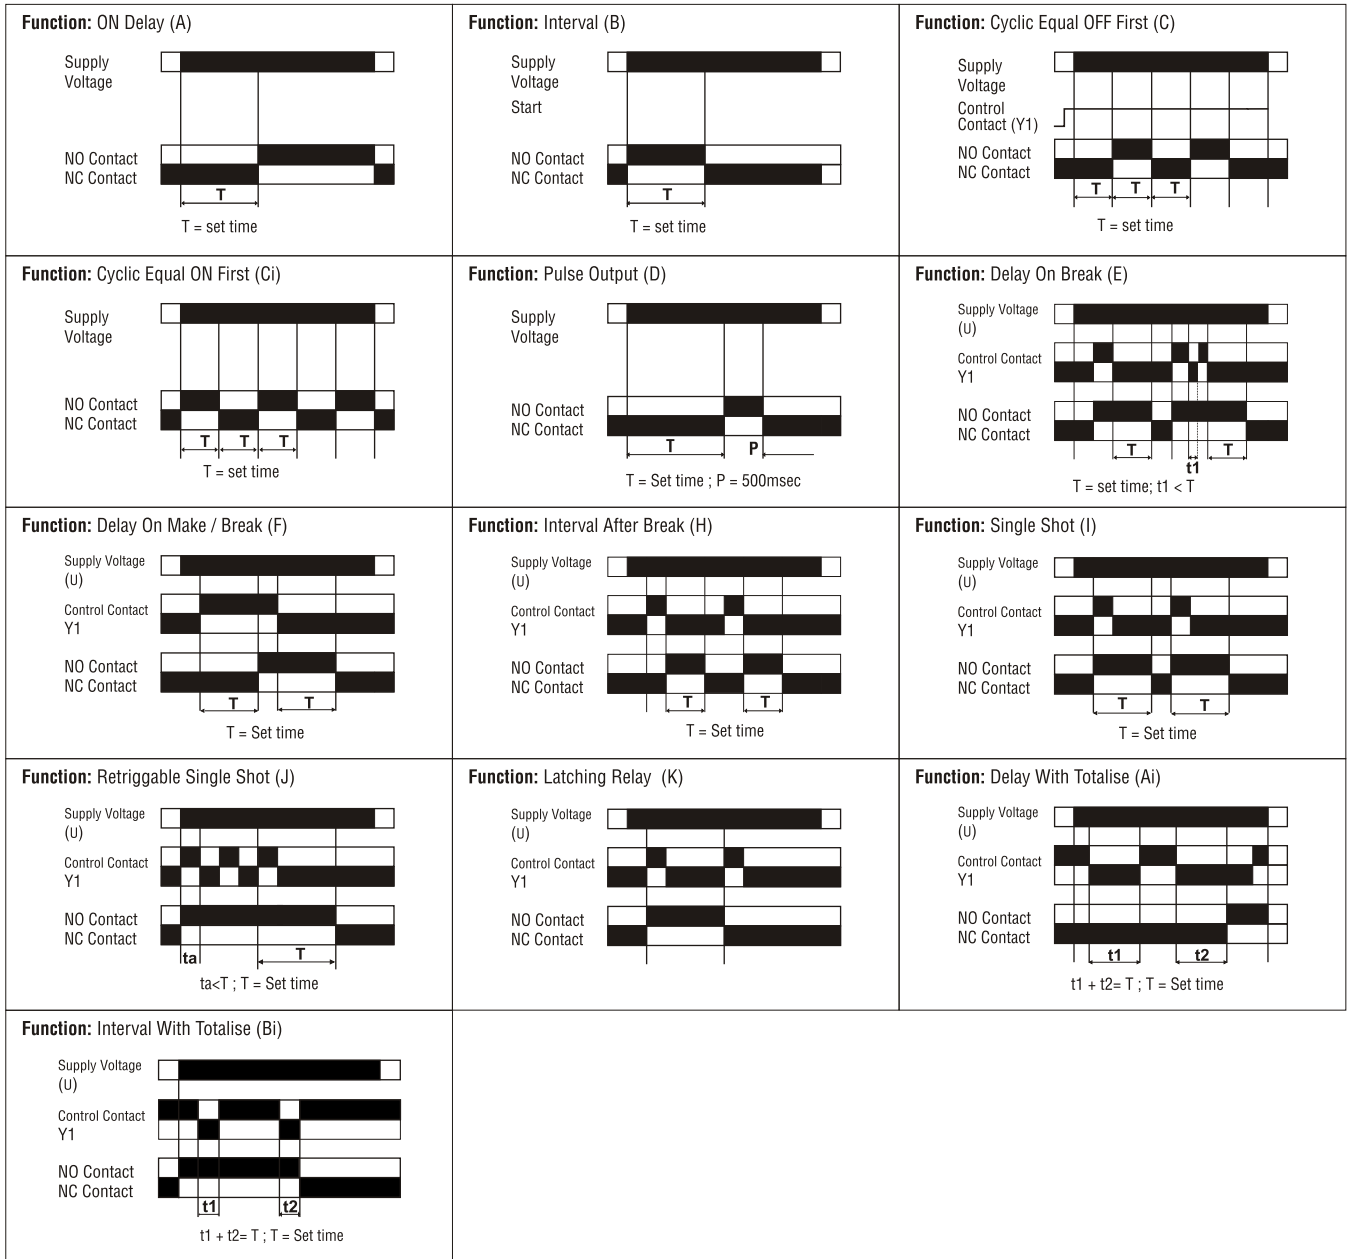 Function: ON Delay (A)
Supply
Voltage
NO Contact
NC Contact
T
T = set time
Function: Interval (B)
Supply
Voltage
Start
NO Contact
NC Contact
T
T = set time
Function: Cyclic Equal OFF First (C)
Supply
Voltage
Control
Contact (Y1)
NO Contact
NC Contact
T T T
T = set time
Function: Cyclic Equal ON First (Ci)
Supply
Voltage
NO Contact
NC Contact
T T T
T = set time
Function: Pulse Output (D)
Supply
Voltage
NO Contact
NC Contact
T P
T = Set time ; P = 500msec
Function: Delay On Break (E)
Supply Voltage
(U)
Control Contact
Y1
NO Contact
NC Contact
T T
t1
T = set time; t1 < T
Function: Delay On Make / Break (F)
Supply Voltage
(U)
Control Contact
Y1
NO Contact
NC Contact
T T
T = Set time
Function: Interval After Break (H)
Supply Voltage
(U)
Control Contact
Y1
NO Contact
NC Contact
T T
T = Set time
Function: Single Shot (I)
Supply Voltage
(U)
Control Contact
Y1
NO Contact
NC Contact
T T
T = Set time
Function: Retriggable Single Shot (J)
Supply Voltage
(U)
Control Contact
Y1
NO Contact
NC Contact
ta T
ta<T ; T = Set time
Function: Latching Relay (K)
Supply Voltage
(U)
Control Contact
Y1
NO Contact
NC Contact
Function: Delay With Totalise (Ai)
Supply Voltage
(U)
Control Contact
Y1
NO Contact
NC Contact
t1 t2
t1 + t2= T ; T = Set time
Function: Interval With Totalise (Bi)
Supply Voltage
(U)
Control Contact
Y1
NO Contact
NC Contact
t1 t2
t1 + t2= T ; T = Set time